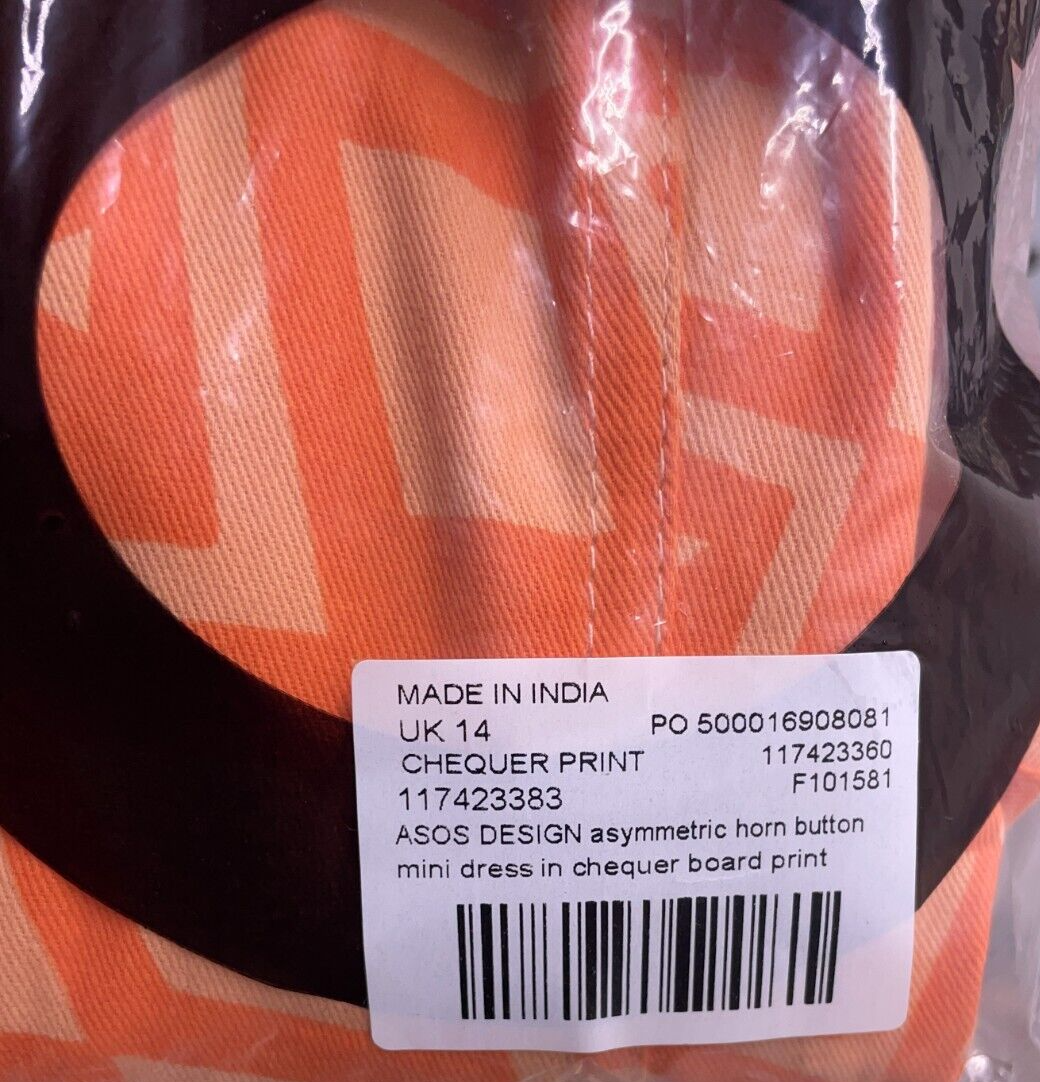 MADE IN INDIA
UK 14
PO 500016908081
CHEQUER PRINT
117423360
117423383
F101581
ASOS DESIGN asymmetric horn button
mini dress in chequer board print